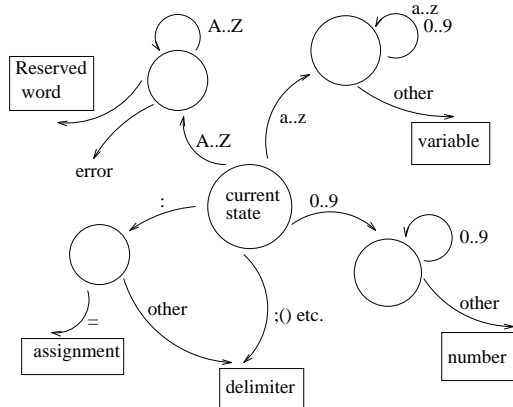 A..Z
a..z
0..9
Reserved
word
other
variable
A..Z
a..z
error
current
state
:
0..9
0..9
=
other
;() etc.
other
assignment
delimiter
number